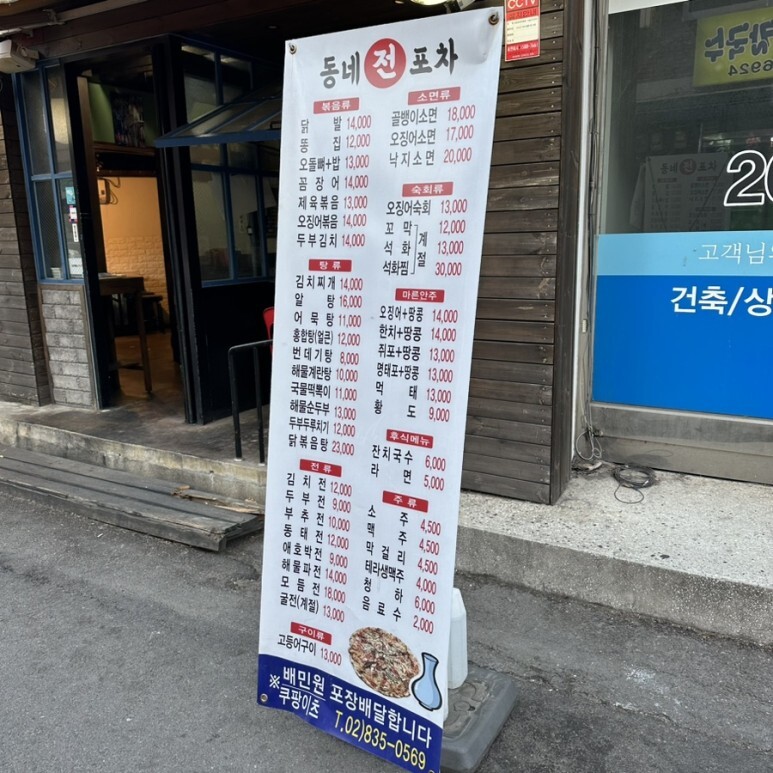 동네 전 포차
볶음류
닭발 14,000
똥집 12,000
오돌뼈+밥 13,000
꼼장어 14,000
제육볶음 13,000
오징어볶음 14,000
두부김치 14,000
탕류
김치찌개 14,000
알탕 16,000
어묵탕 11,000
홍합탕(얼큰) 12,000
번데기탕 8,000
해물계란탕 10,000
국물떡볶이 11,000
해물순두부 13,000
두부두루치기 12,000
닭볶음탕 23,000
전류
김치전 12,000
두부전 9,000
부추전 10,000
동태전 12,000
애호박전 9,000
해물파전 14,000
모듬전 18,000
굴전(계절) 13,000
구이류
고등어구이 13,000
소면류
골뱅이소면 18,000
오징어소면 17,000
낙지소면 20,000
숙회류
오징어숙회 13,000
꼬막 12,000
석화 13,000
석화찜 30,000
계절
마른안주
오징어+땅콩 14,000
한치+땅콩 14,000
쥐포+땅콩 13,000
명태포+땅콩 13,000
먹태 13,000
황도 9,000
후식메뉴
잔치국수 6,000
라면 5,000
주류
소주 4,500
맥주 4,500
막걸리 4,500
테라생맥주 4,000
청하 6,000
음료수 2,000
※ 배민원 쿠팡이츠 포장배달합니다
T.02)835-0569
CCTV
6924
동네전포차
20
고객님의
건축/상